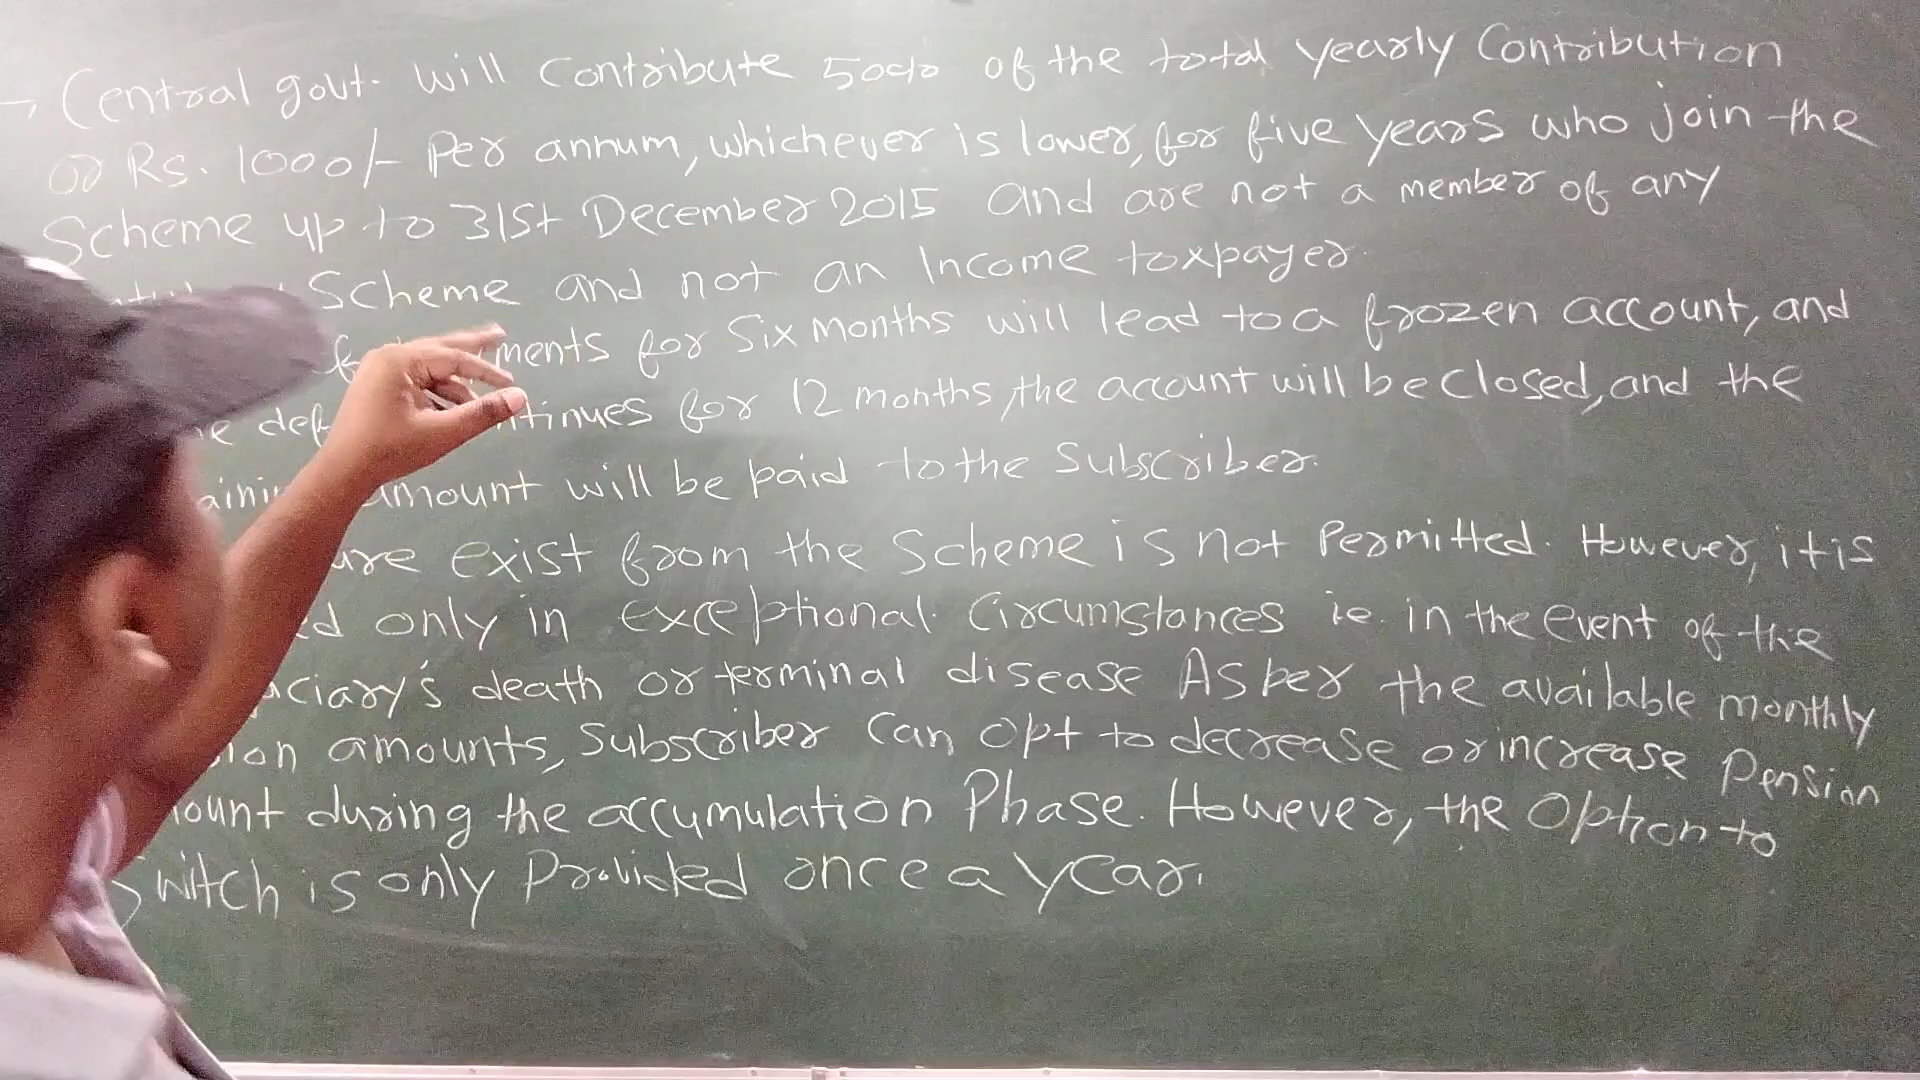 → Central govt. will Contribute 50% of the total yearly Contribution
or Rs. 1000/- Per annum, whichever is lower, for five years who join the
Scheme up to 31st December 2015 and are not a member of any
Scheme and not an Income taxpayer.
for Six months will lead to a frozen account, and
for 12 months, the account will be Closed, and the
amount will be paid to the Subscriber.
exist from the Scheme is not Permitted. However, it is
only in exceptional. Circumstances ie. in the event of the
death or terminal disease As per the available monthly
amounts, Subscriber Can opt to decrease or increase Pension
during the accumulation Phase. However, the Option to
Switch is only Provided once a year.